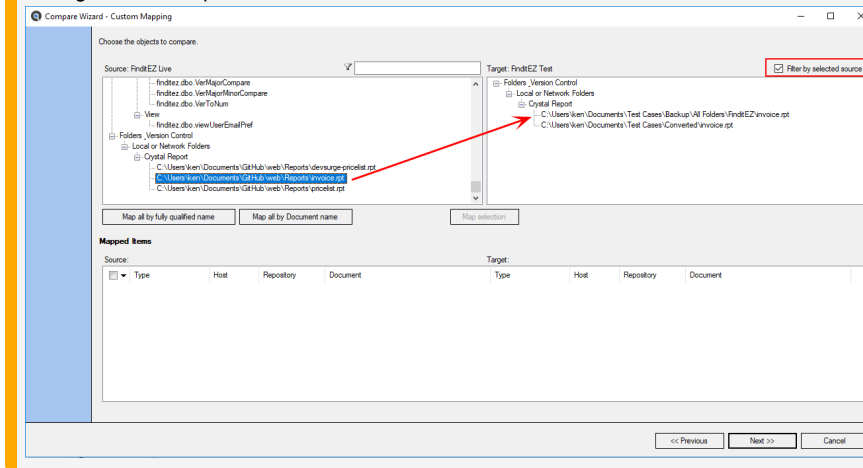 Compare Wizard - Custom Mapping
Choose the objects to compare.
Source: FinditEZ Live
Target: FinditEZ Test
Filter by selected source
finditez.dbo.VerMajorCompare
finditez.dbo.VerMajorMinorCompare
finditez.dbo.VerToNum
View
finditez.dbo.viewUserEmailPref
Folders ,Version Control
Local or Network Folders
Crystal Report
C:\Users\ken\Documents\GitHub\web\Reports\devsurge-pricelist.rpt
C:\Users\ken\Documents\GitHub\web\Reports\invoice.rpt
C:\Users\ken\Documents\GitHub\web\Reports\pricelist.rpt
Folders ,Version Control
Local or Network Folders
Crystal Report
C:\Users\ken\Documents\Test Cases\Backup\All Folders\FinditEZ\invoice.rpt
C:\Users\ken\Documents\Test Cases\Converted\invoice.rpt
Map all by fully qualified name
Map all by Document name
Map selection
Mapped Items
Source:
Target:
Type Host Repository Document
Type Host Repository Document
<< Previous
Next >>
Cancel